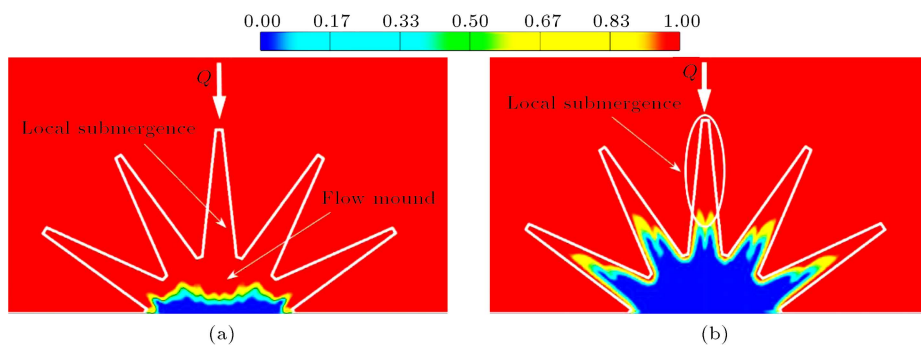 0.00 0.17 0.33 0.50 0.67 0.83 1.00
Q
Local submergence
Flow mound
(a)
Q
Local submergence
(b)